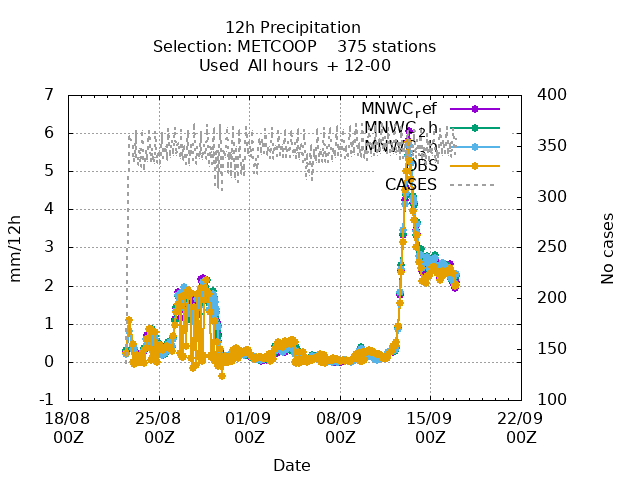 12h Precipitation
Selection: METCOOP    375 stations
Used  All hours  + 12-00
7
6
5
4
3
2
1
0
-1
mm/12h
400
350
300
250
200
150
100
No cases
MNWC_ref
MNWC_2h
MNWC_3h
OBS
CASES
18/08 25/08 01/09 08/09 15/09 22/09
00Z 00Z 00Z 00Z 00Z 00Z
Date